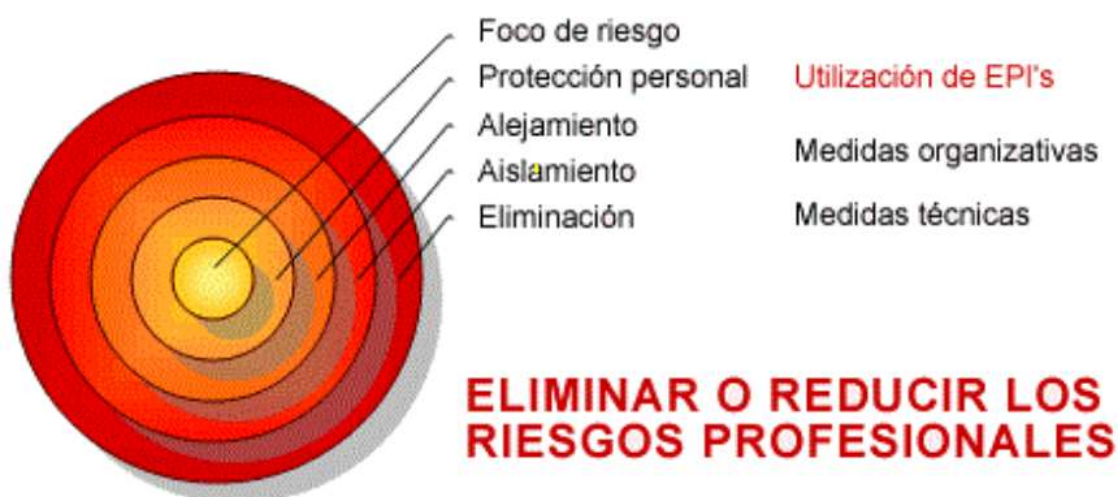 Foco de riesgo
Protección personal Utilización de EPI's
Alejamiento
Medidas organizativas
Aislamiento
Eliminación Medidas técnicas
ELIMINAR O REDUCIR LOS
RIESGOS PROFESIONALES